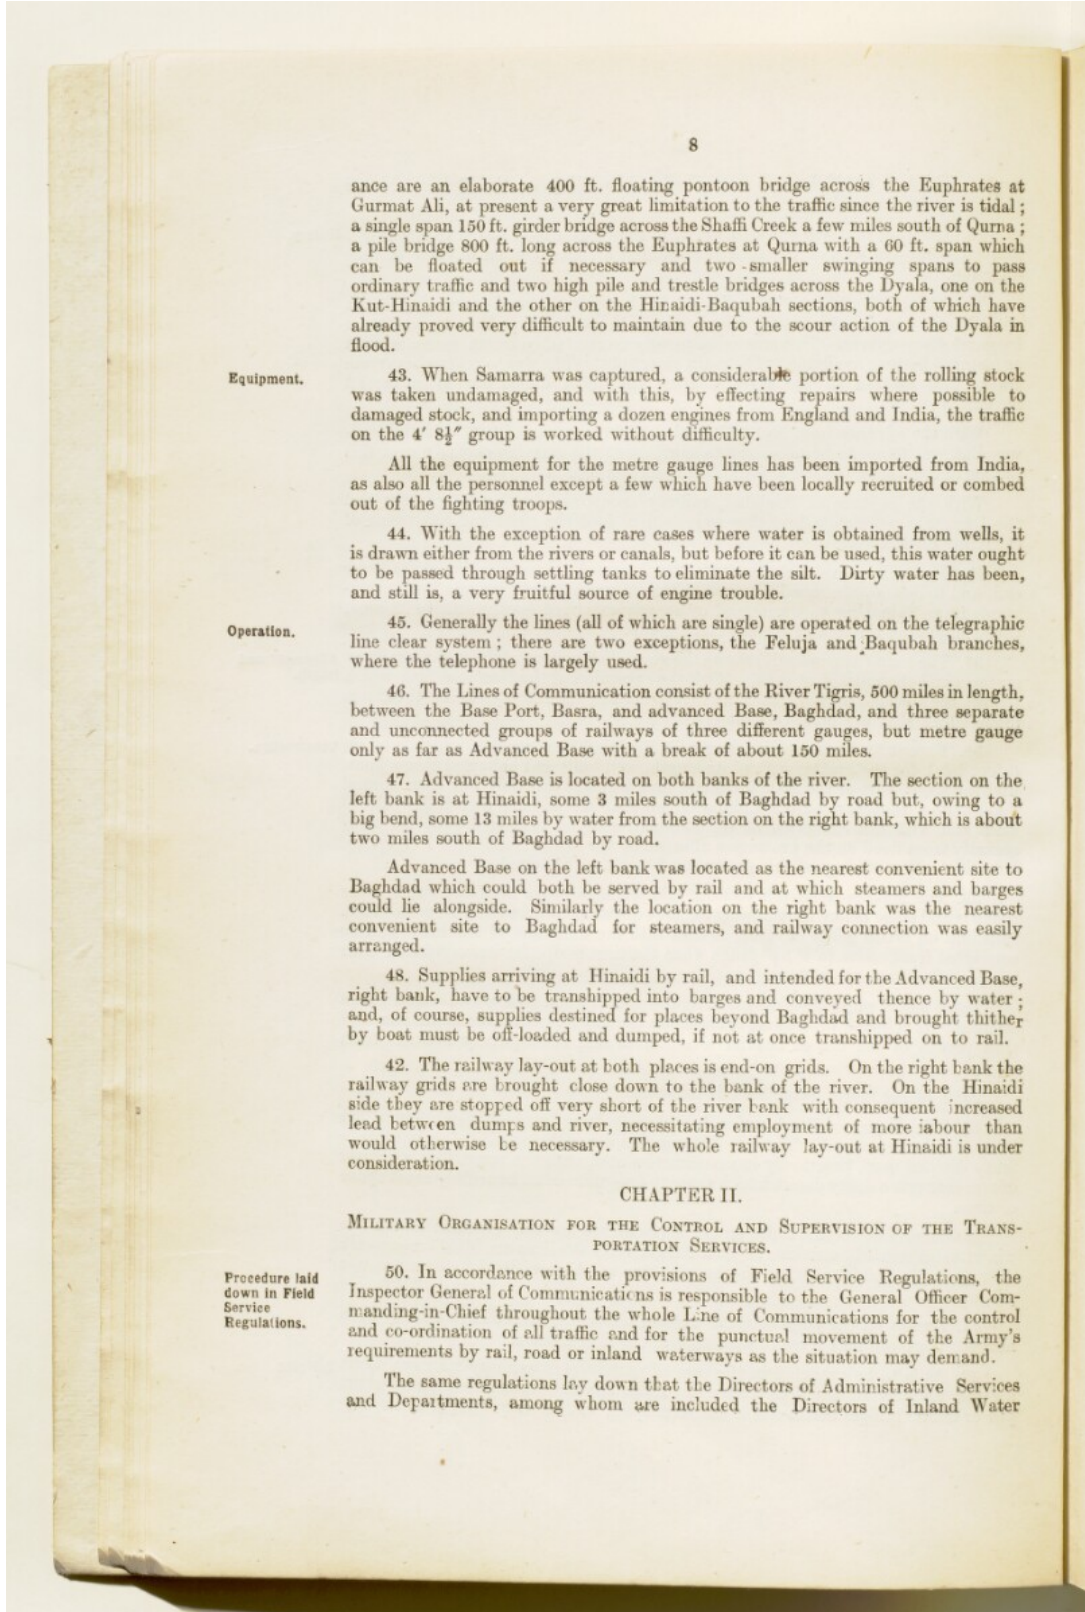 8
ance are an elaborate 400 ft. floating pontoon bridge across the Euphrates at
Gurmat Ali, at present a very great limitation to the traffic since the river is tidal ;
a single span 150 ft. girder bridge across the Shaffi Creek a few miles south of Qurna ;
a pile bridge 800 ft. long across the Euphrates at Qurna with a 60 ft. span which
can be floated out if necessary and two smaller swinging spans to pass
ordinary traffic and two high pile and trestle bridges across the Dyala, one on the
Kut-Hinaidi and the other on the Hinaidi-Baqubah sections, both of which have
already proved very difficult to maintain due to the scour action of the Dyala in
flood.
Equipment.
43. When Samarra was captured, a considerable portion of the rolling stock
was taken undamaged, and with this, by effecting repairs where possible to
damaged stock, and importing a dozen engines from England and India, the traffic
on the 4′ 8½″ group is worked without difficulty.
All the equipment for the metre gauge lines has been imported from India,
as also all the personnel except a few which have been locally recruited or combed
out of the fighting troops.
44. With the exception of rare cases where water is obtained from wells, it
is drawn either from the rivers or canals, but before it can be used, this water ought
to be passed through settling tanks to eliminate the silt. Dirty water has been,
and still is, a very fruitful source of engine trouble.
Operation.
45. Generally the lines (all of which are single) are operated on the telegraphic
line clear system ; there are two exceptions, the Feluja and Baqubah branches,
where the telephone is largely used.
46. The Lines of Communication consist of the River Tigris, 500 miles in length,
between the Base Port, Basra, and advanced Base, Baghdad, and three separate
and unconnected groups of railways of three different gauges, but metre gauge
only as far as Advanced Base with a break of about 150 miles.
47. Advanced Base is located on both banks of the river. The section on the
left bank is at Hinaidi, some 3 miles south of Baghdad by road but, owing to a
big bend, some 13 miles by water from the section on the right bank, which is about
two miles south of Baghdad by road.
Advanced Base on the left bank was located as the nearest convenient site to
Baghdad which could both be served by rail and at which steamers and barges
could lie alongside. Similarly the location on the right bank was the nearest
convenient site to Baghdad for steamers, and railway connection was easily
arranged.
48. Supplies arriving at Hinaidi by rail, and intended for the Advanced Base,
right bank, have to be transhipped into barges and conveyed thence by water ;
and, of course, supplies destined for places beyond Baghdad and brought thither
by boat must be off-loaded and dumped, if not at once transhipped on to rail.
42. The railway lay-out at both places is end-on grids. On the right bank the
railway grids are brought close down to the bank of the river. On the Hinaidi
side they are stopped off very short of the river bank with consequent increased
lead between dumps and river, necessitating employment of more labour than
would otherwise be necessary. The whole railway lay-out at Hinaidi is under
consideration.
CHAPTER II.
MILITARY ORGANISATION FOR THE CONTROL AND SUPERVISION OF THE TRANS-
PORTATION SERVICES.
Procedure laid
down in Field
Service
Regulations.
50. In accordance with the provisions of Field Service Regulations, the
Inspector General of Communications is responsible to the General Officer Com-
manding-in-Chief throughout the whole Line of Communications for the control
and co-ordination of all traffic and for the punctual movement of the Army's
requirements by rail, road or inland waterways as the situation may demand.
The same regulations lay down that the Directors of Administrative Services
and Departments, among whom are included the Directors of Inland Water